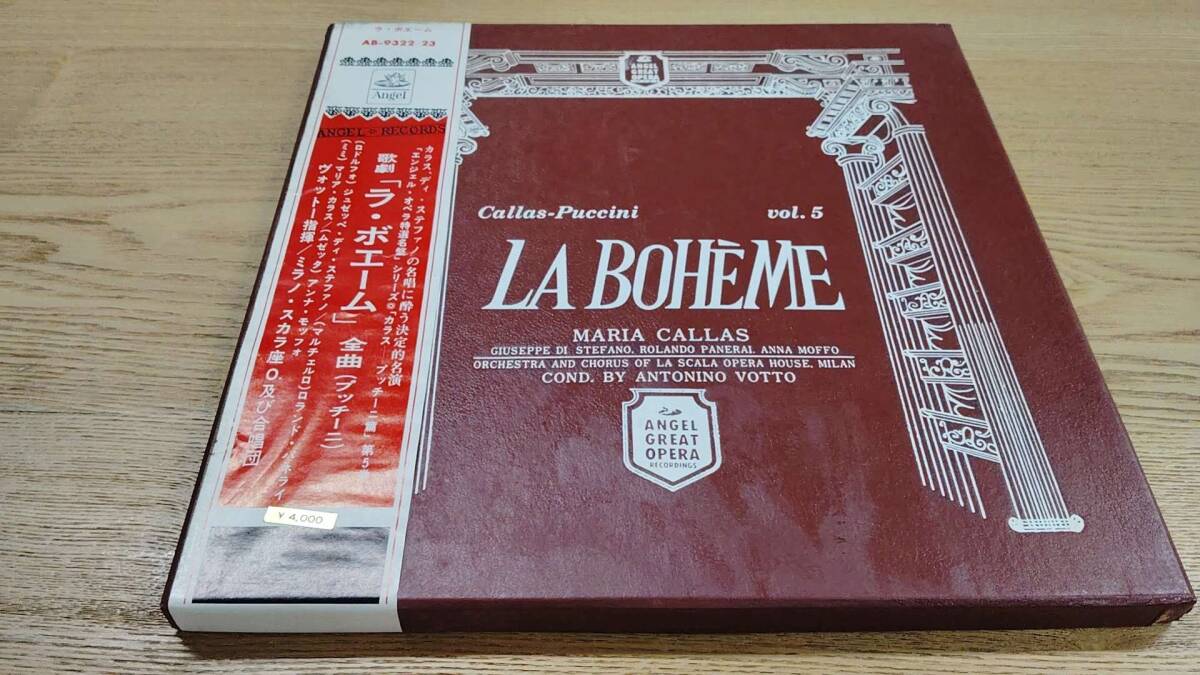 ラ・ボエーム
AB-9322 23
Angel
ANGEL RECORDS
カラス、ディ・ステファノの名唱に酔う決定的名演
「エンジェル・オペラ特選名盤」シリーズ 「カラス—プッチーニ篇」第5
歌劇「ラ・ボエーム」全曲(プッチーニ)
(ロドルフォ)ジュゼッペ・ディ・ステファノ/(マルチェルロ)ロランド・パネライ
(ミミ)マリア・カラス/(ムゼッタ)アンナ・モッフォ
ヴォットー指揮/ミラノ・スカラ座O及び合唱団
¥4,000
ANGEL
GREAT
OPERA
Callas-Puccini vol. 5
LA BOHÈME
MARIA CALLAS
GIUSEPPE DI STEFANO, ROLANDO PANERAI, ANNA MOFFO
ORCHESTRA AND CHORUS OF LA SCALA OPERA HOUSE, MILAN
COND. BY ANTONINO VOTTO
ANGEL
GREAT
OPERA
RECORDINGS